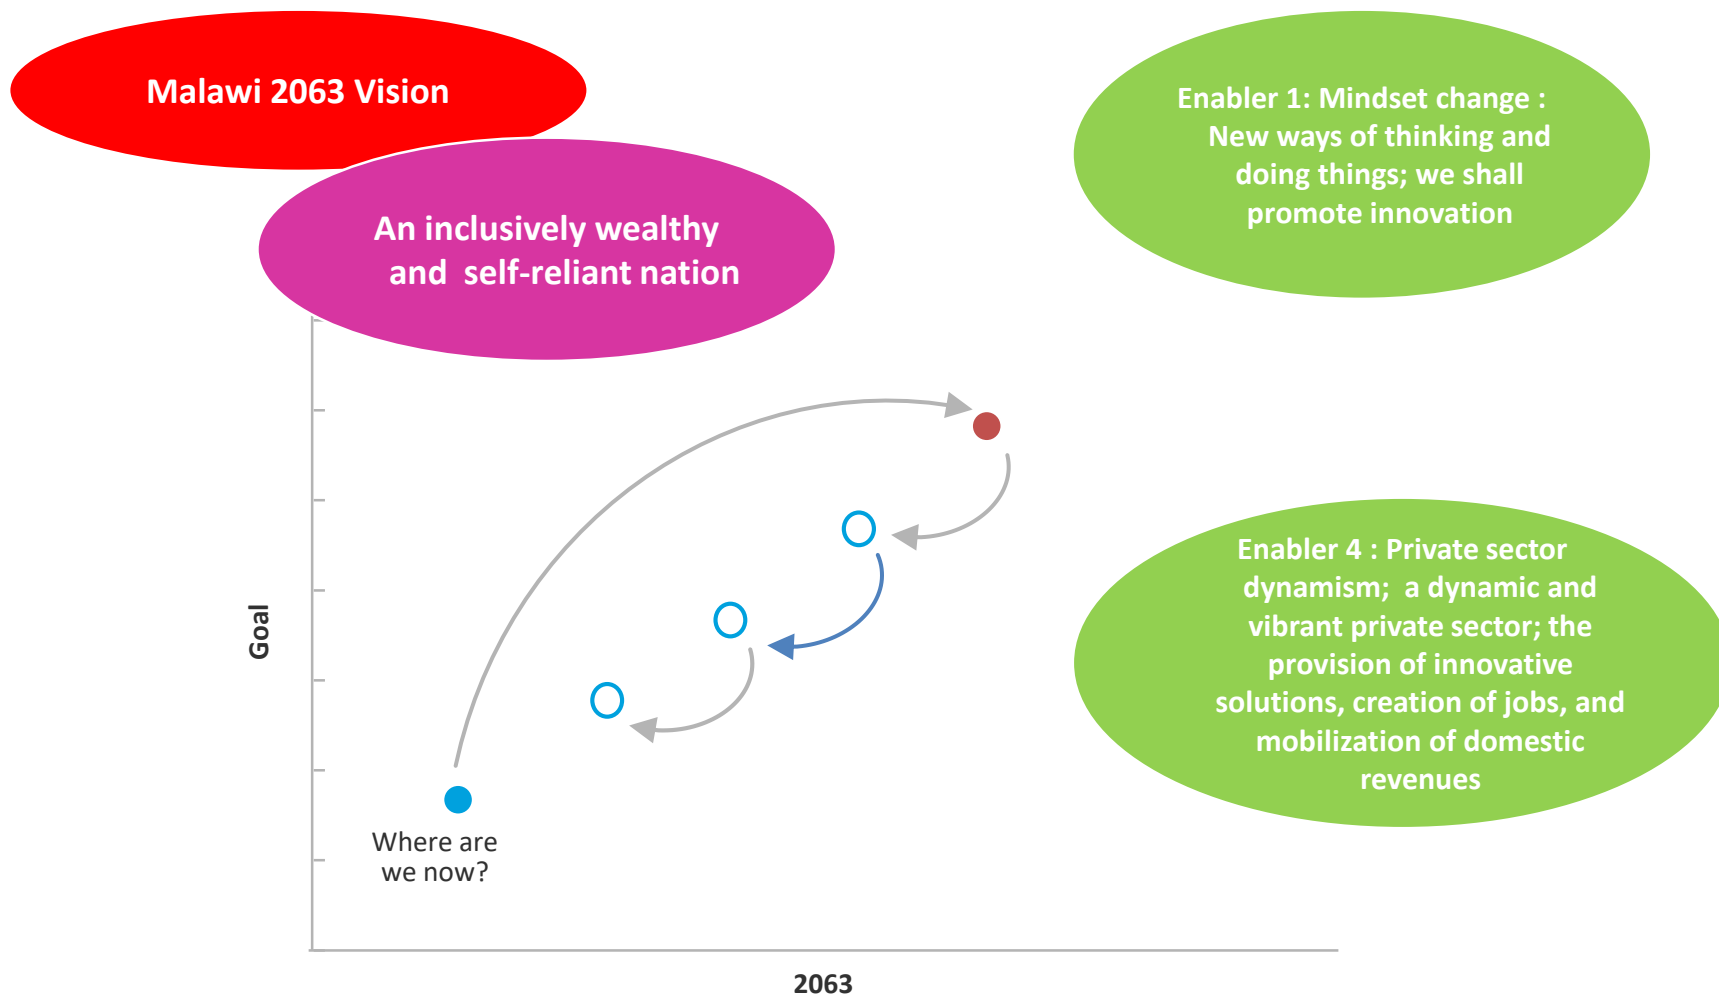 Malawi 2063 Vision
An inclusively wealthy
and self-reliant nation
Enabler 1: Mindset change :
New ways of thinking and
doing things; we shall
promote innovation
Enabler 4 : Private sector
dynamism; a dynamic and
vibrant private sector; the
provision of innovative
solutions, creation of jobs, and
mobilization of domestic
revenues
Goal
Where are
we now?
2063